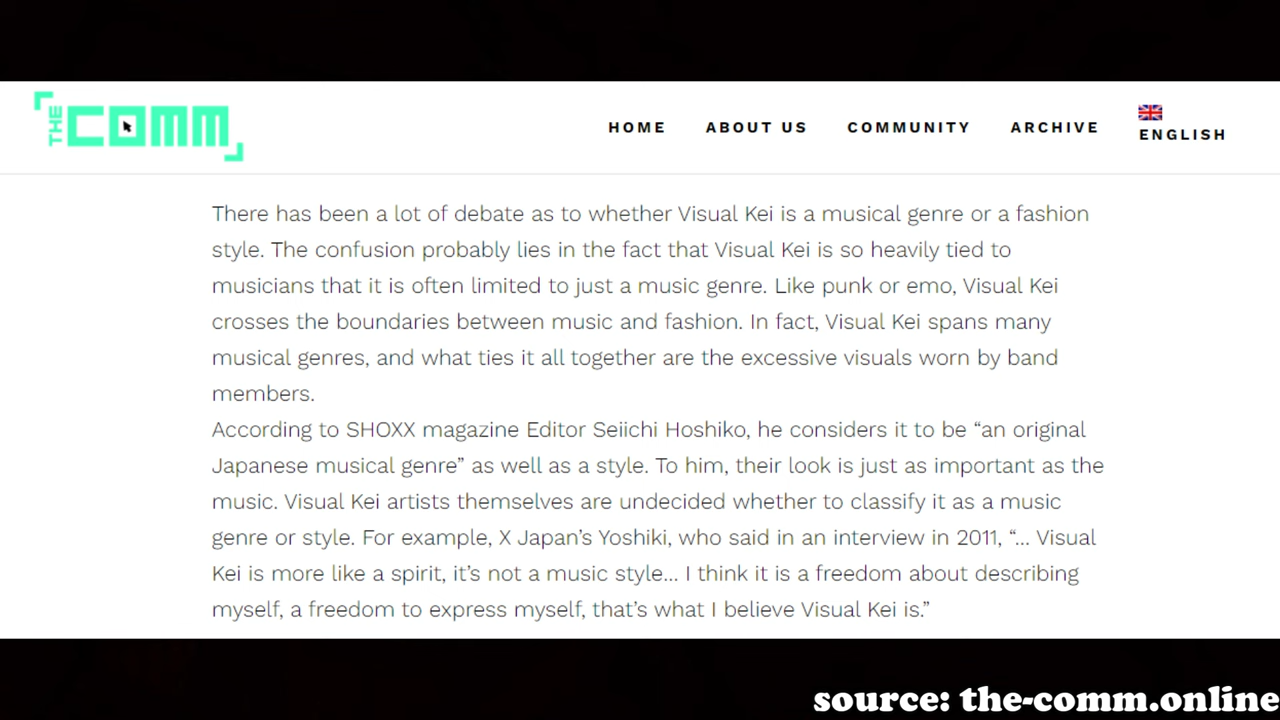 THE COMM
HOME ABOUT US COMMUNITY ARCHIVE ENGLISH
There has been a lot of debate as to whether Visual Kei is a musical genre or a fashion
style. The confusion probably lies in the fact that Visual Kei is so heavily tied to
musicians that it is often limited to just a music genre. Like punk or emo, Visual Kei
crosses the boundaries between music and fashion. In fact, Visual Kei spans many
musical genres, and what ties it all together are the excessive visuals worn by band
members.
According to SHOXX magazine Editor Seiichi Hoshiko, he considers it to be “an original
Japanese musical genre” as well as a style. To him, their look is just as important as the
music. Visual Kei artists themselves are undecided whether to classify it as a music
genre or style. For example, X Japan’s Yoshiki, who said in an interview in 2011, “… Visual
Kei is more like a spirit, it’s not a music style… I think it is a freedom about describing
myself, a freedom to express myself, that’s what I believe Visual Kei is.”
source: the-comm.online